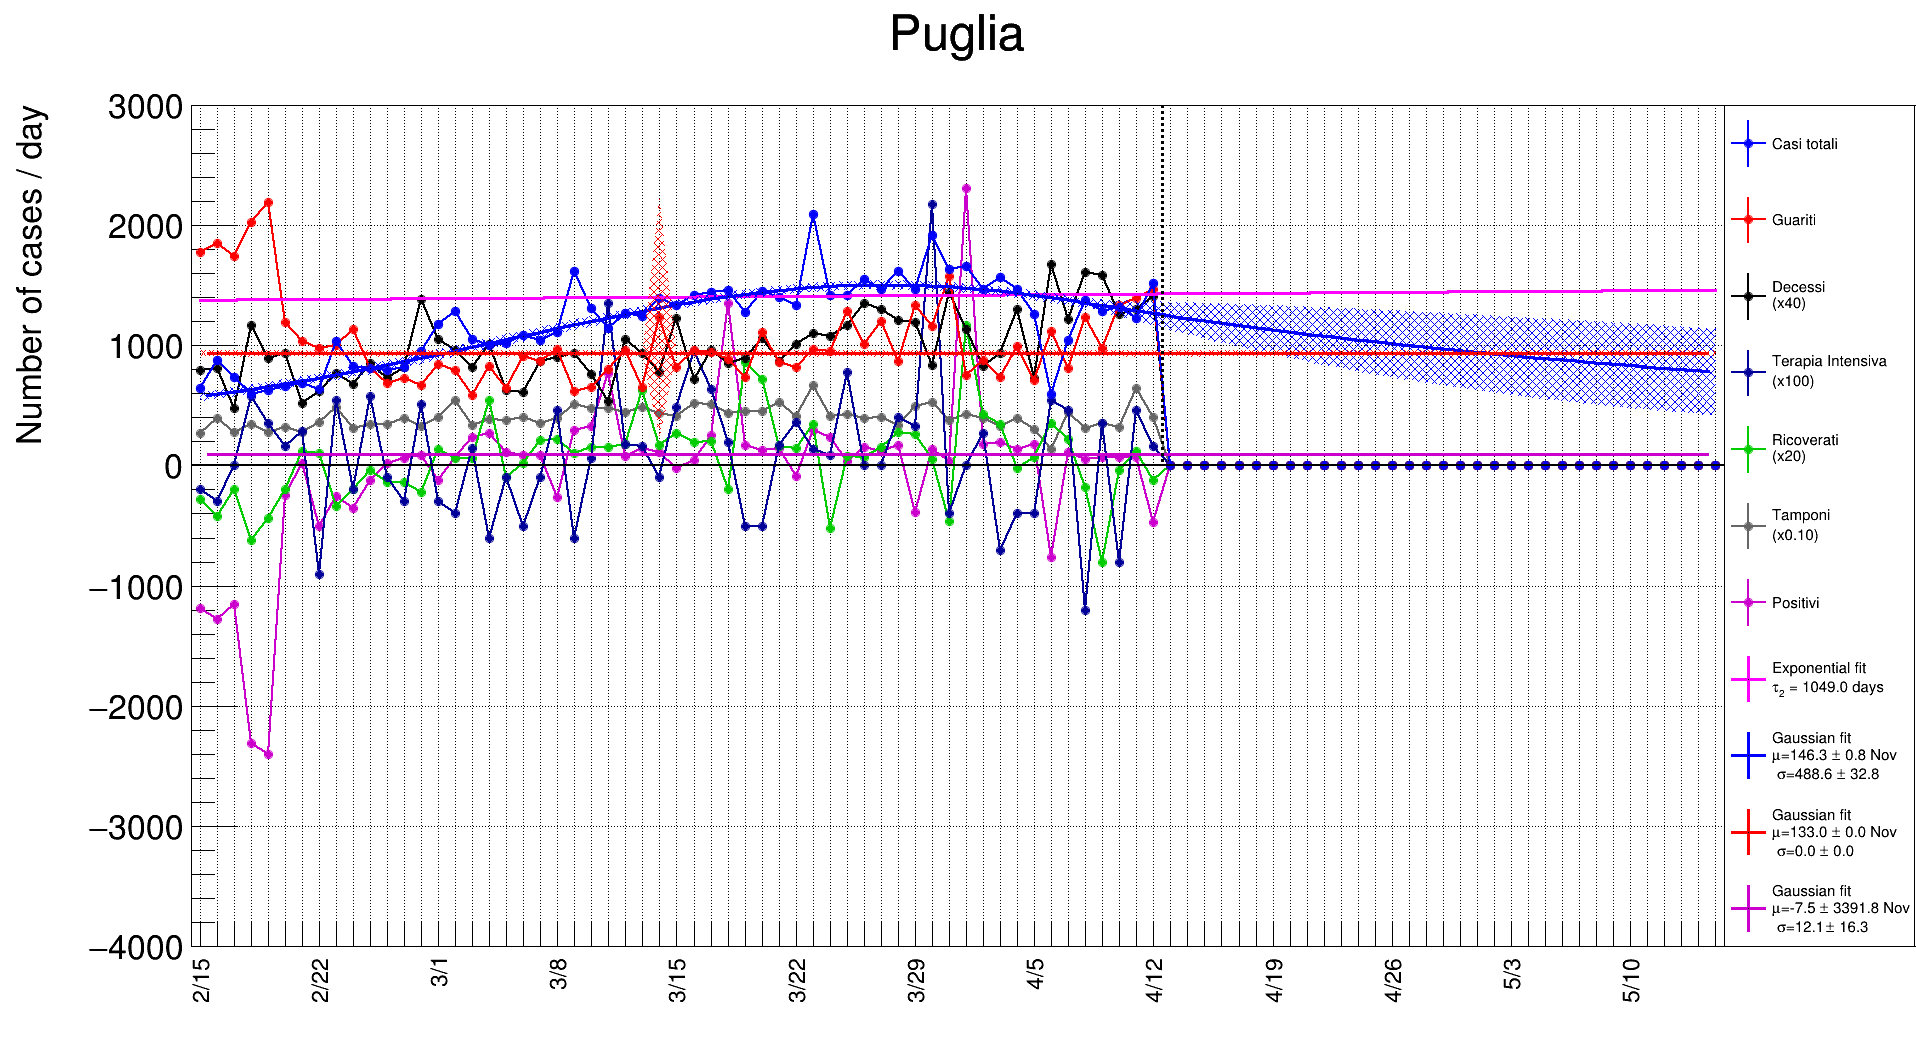 Puglia
Number of cases / day
3000
2000
1000
0
−1000
−2000
−3000
−4000
2/15
2/22
3/1
3/8
3/15
3/22
3/29
4/5
4/12
4/19
4/26
5/3
5/10
Casi totali
Guariti
Decessi
(x40)
Terapia Intensiva
(x100)
Ricoverati
(x20)
Tamponi
(x0.10)
Positivi
Exponential fit
τ2 = 1049.0 days
Gaussian fit
μ=146.3 ± 0.8 Nov
σ=488.6 ± 32.8
Gaussian fit
μ=133.0 ± 0.0 Nov
σ=0.0 ± 0.0
Gaussian fit
μ=-7.5 ± 3391.8 Nov
σ=12.1 ± 16.3